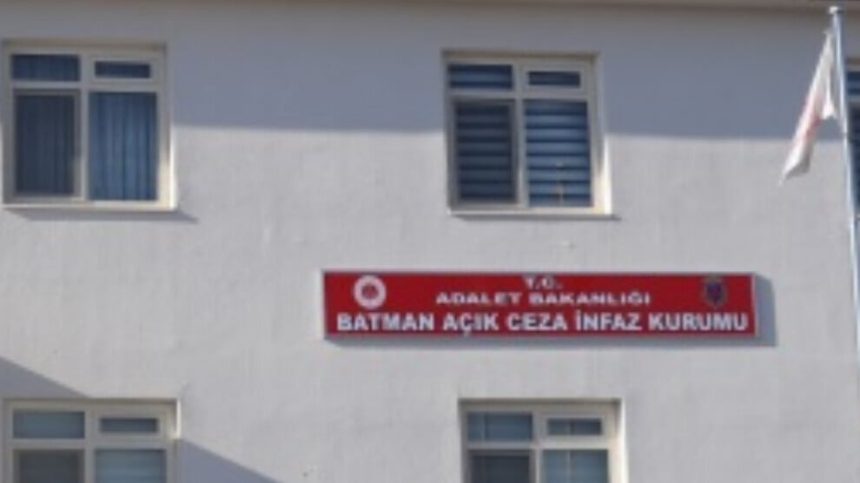 T.C.
ADALET BAKANLIĞI
BATMAN AÇIK CEZA İNFAZ KURUMU